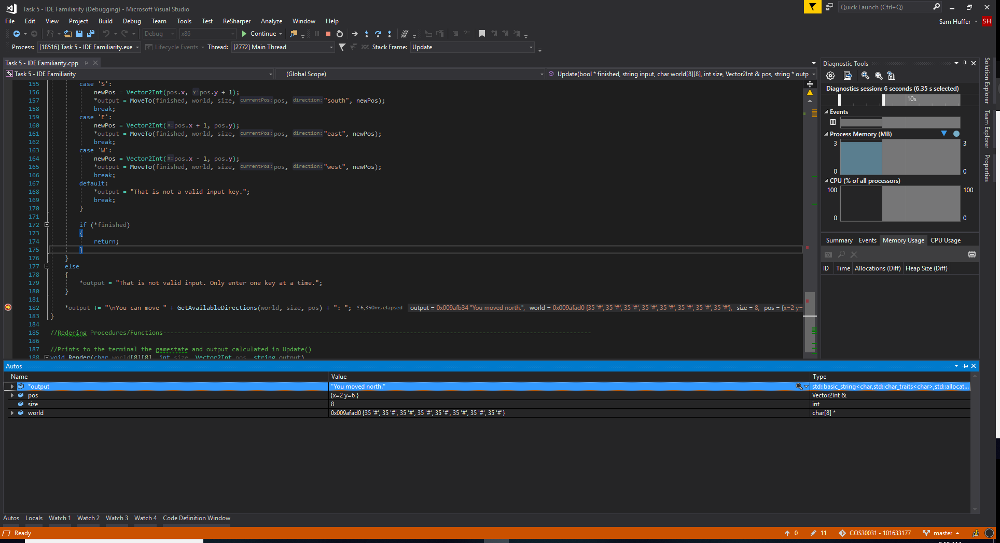 Task 5 - IDE Familiarity (Debugging) - Microsoft Visual Studio
Quick Launch (Ctrl+Q)
File Edit View Project Build Debug Team Tools Test ReSharper Analyze Window Help
Sam Huffer SH
Debug x86 Continue
Process: [18516] Task 5 - IDE Familiarity.exe Lifecycle Events Thread: [2772] Main Thread Stack Frame: Update
Task 5 - IDE Familiarity.cpp
Task 5 - IDE Familiarity (Global Scope) Update(bool * finished, string input, char world[8][8], int size, Vector2Int & pos, string * outp
155 case 'S':
156 newPos = Vector2Int(pos.x, y: pos.y + 1);
157 *output = MoveTo(finished, world, size, currentPos: pos, direction: "south", newPos);
158 break;
159 case 'E':
160 newPos = Vector2Int(x: pos.x + 1, pos.y);
161 *output = MoveTo(finished, world, size, currentPos: pos, direction: "east", newPos);
162 break;
163 case 'W':
164 newPos = Vector2Int(x: pos.x - 1, pos.y);
165 *output = MoveTo(finished, world, size, currentPos: pos, direction: "west", newPos);
166 break;
167 default:
168 *output = "That is not a valid input key.";
169 break;
170 }
171
172 if (*finished)
173 {
174 return;
175 }
176 }
177 else
178 {
179 *output = "That is not valid input. Only enter one key at a time.";
180 }
181
182 *output += "\nYou can move " + GetAvailableDirections(world, size, pos) + ": "; ≤6,350ms elapsed output = 0x009afb34 "You moved north.", world = 0x009afad0 {35 '#', 35 '#', 35 '#', 35 '#', 35 '#', 35 '#', 35 '#', 35 '#'}, size = 8, pos = {x=2 y=
183 }
184
185 //Redering Procedures/Functions----------------------------------------------------------------------------------------------------------------------
186
187 //Prints to the terminal the gamestate and output calculated in Update()
188 void Render(char world[8][8], int size, Vector2Int pos, string output)
Diagnostic Tools
Diagnostics session: 6 seconds (6.35 s selected)
10s
Events
Process Memory (MB)
3 3
0 0
CPU (% of all processors)
100 100
0 0
Summary Events Memory Usage CPU Usage
ID Time Allocations (Diff) Heap Size (Diff)
Solution Explorer
Team Explorer
Properties
Autos
Name Value Type
*output "You moved north." std::basic_string<char,std::char_traits<char>,std::allocat...
pos {x=2 y=6 } Vector2Int &
size 8 int
world 0x009afad0 {35 '#', 35 '#', 35 '#', 35 '#', 35 '#', 35 '#', 35 '#', 35 '#'} char[8] *
Autos Locals Watch 1 Watch 2 Watch 3 Watch 4 Code Definition Window
Ready 0 11 COS30031 - 101633177 master